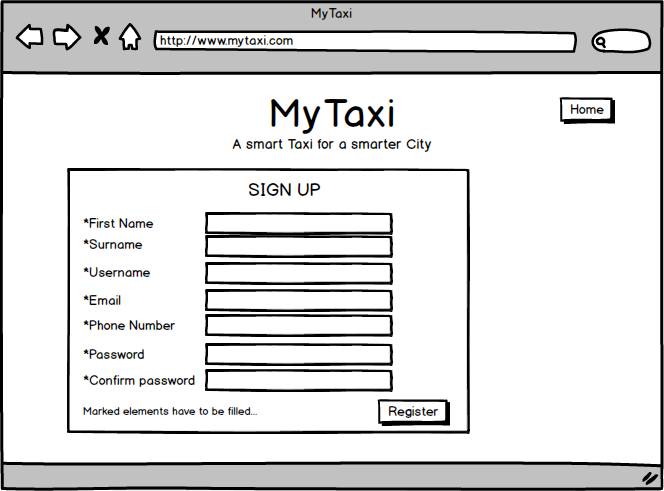 MyTaxi
http://www.mytaxi.com
MyTaxi
Home
A smart Taxi for a smarter City
SIGN UP
*First Name
*Surname
*Username
*Email
*Phone Number
*Password
*Confirm password
Marked elements have to be filled...
Register